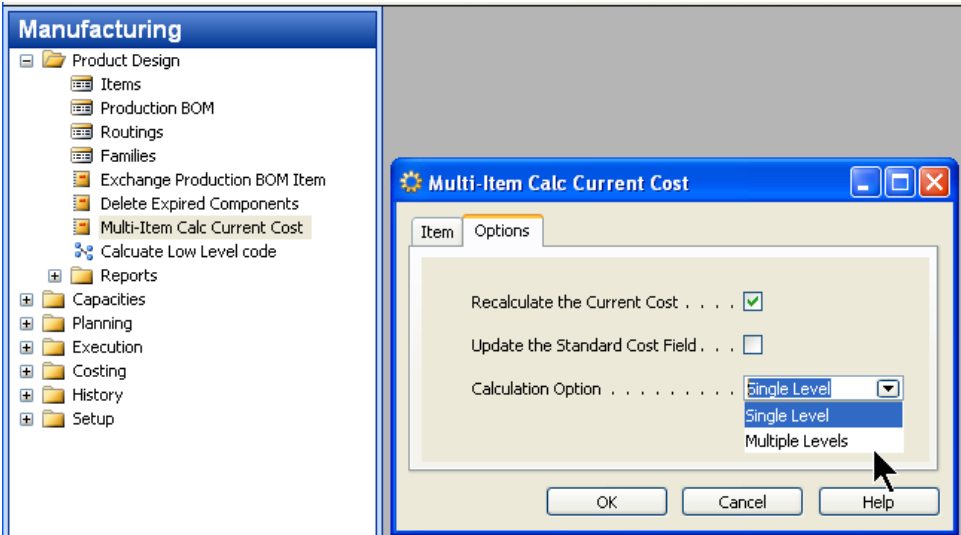 Manufacturing
Product Design
Items
Production BOM
Routings
Families
Exchange Production BOM Item
Delete Expired Components
Multi-Item Calc Current Cost
Calcuate Low Level code
Reports
Capacities
Planning
Execution
Costing
History
Setup
Multi-Item Calc Current Cost
Item Options
Recalculate the Current Cost . . . .
Update the Standard Cost Field . . .
Calculation Option . . . . . . . . . Single Level
Single Level
Multiple Levels
OK Cancel Help